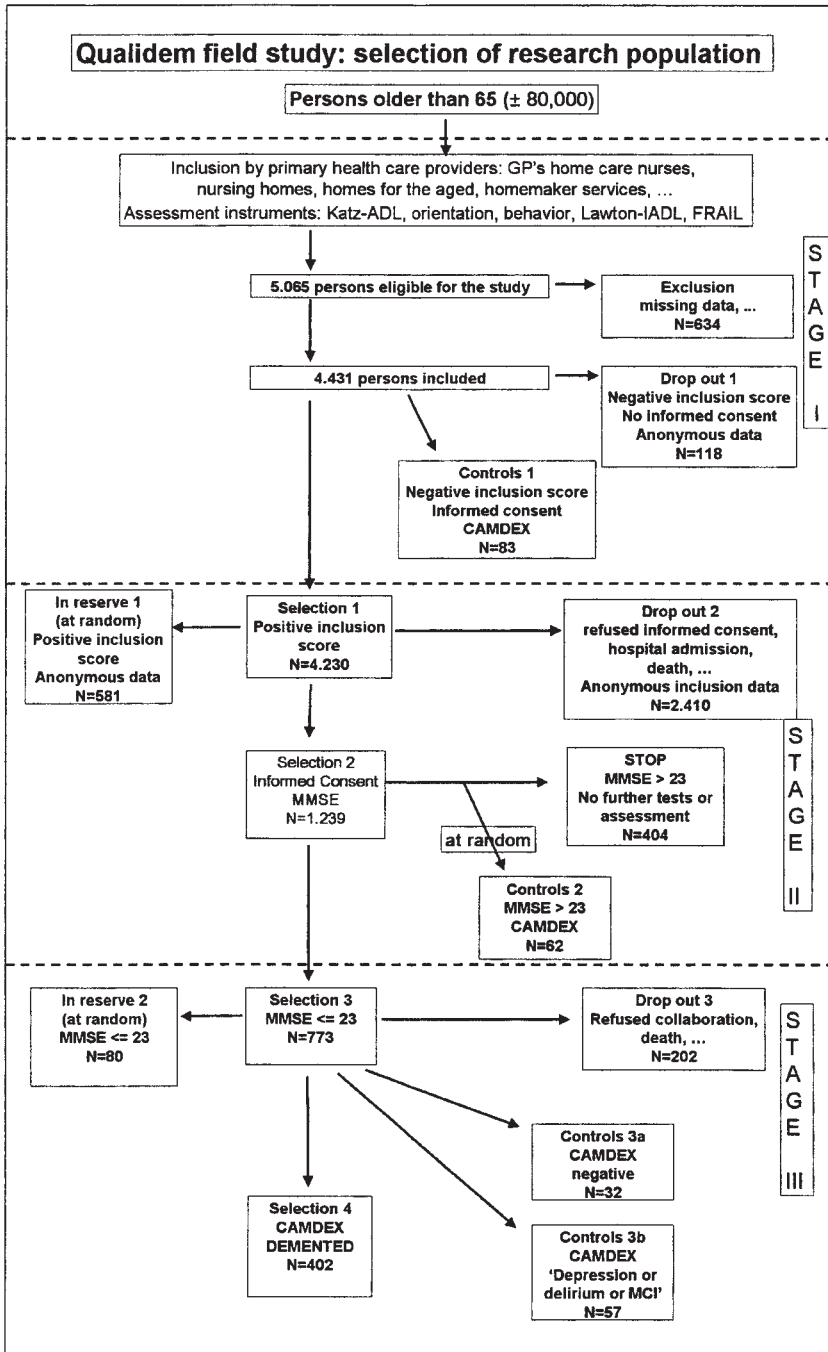 Qualidem field study: selection of research population
Persons older than 65 (± 80,000)
Inclusion by primary health care providers: GP's home care nurses,
nursing homes, homes for the aged, homemaker services, ...
Assessment instruments: Katz-ADL, orientation, behavior, Lawton-IADL, FRAIL
5.065 persons eligible for the study
Exclusion
missing data, ...
N=634
4.431 persons included
Drop out 1
Negative inclusion score
No informed consent
Anonymous data
N=118
Controls 1
Negative inclusion score
Informed consent
CAMDEX
N=83
STAGE I
In reserve 1
(at random)
Positive inclusion
score
Anonymous data
N=581
Selection 1
Positive inclusion
score
N=4.230
Drop out 2
refused informed consent,
hospital admission,
death, ...
Anonymous inclusion data
N=2.410
Selection 2
Informed Consent
MMSE
N=1.239
STOP
MMSE > 23
No further tests or
assessment
N=404
at random
Controls 2
MMSE > 23
CAMDEX
N=62
STAGE II
In reserve 2
(at random)
MMSE <= 23
N=80
Selection 3
MMSE <= 23
N=773
Drop out 3
Refused collaboration,
death, ...
N=202
Controls 3a
CAMDEX
negative
N=32
Selection 4
CAMDEX
DEMENTED
N=402
Controls 3b
CAMDEX
'Depression or
delirium or MCI'
N=57
STAGE III